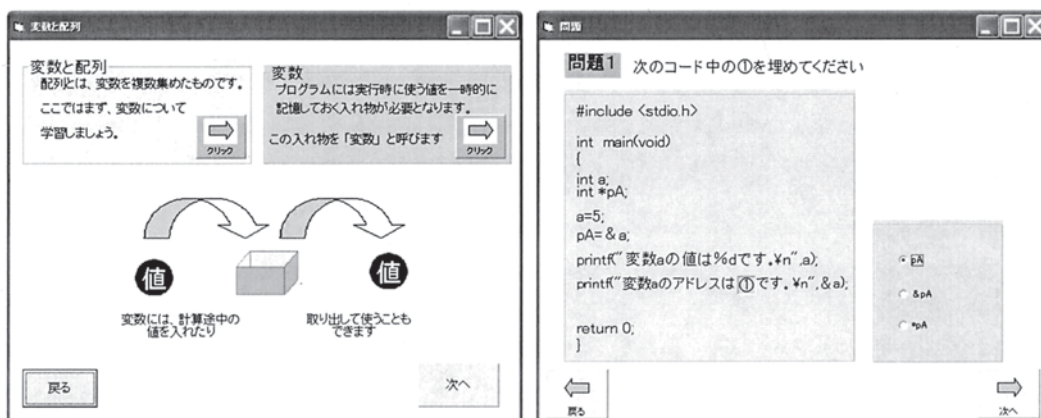 変数と配列
変数と配列
配列とは、変数を複数集めたものです。
ここではまず、変数について
学習しましょう。
クリック
変数
プログラムには実行時に使う値を一時的に
記憶しておく入れ物が必要となります。
この入れ物を「変数」と呼びます
クリック
値
値
変数には、計算途中の
値を入れたり
取り出して使うことも
できます
戻る
次へ
問題
問題1 次のコード中の①を埋めてください
#include <stdio.h>
int main(void)
{
int a;
int *pA;
a=5;
pA=&a;
printf("変数aの値は%dです。¥n",a);
printf("変数aのアドレスは①です。¥n",&a);
return 0;
}
pA
&pA
*pA
戻る
次へ